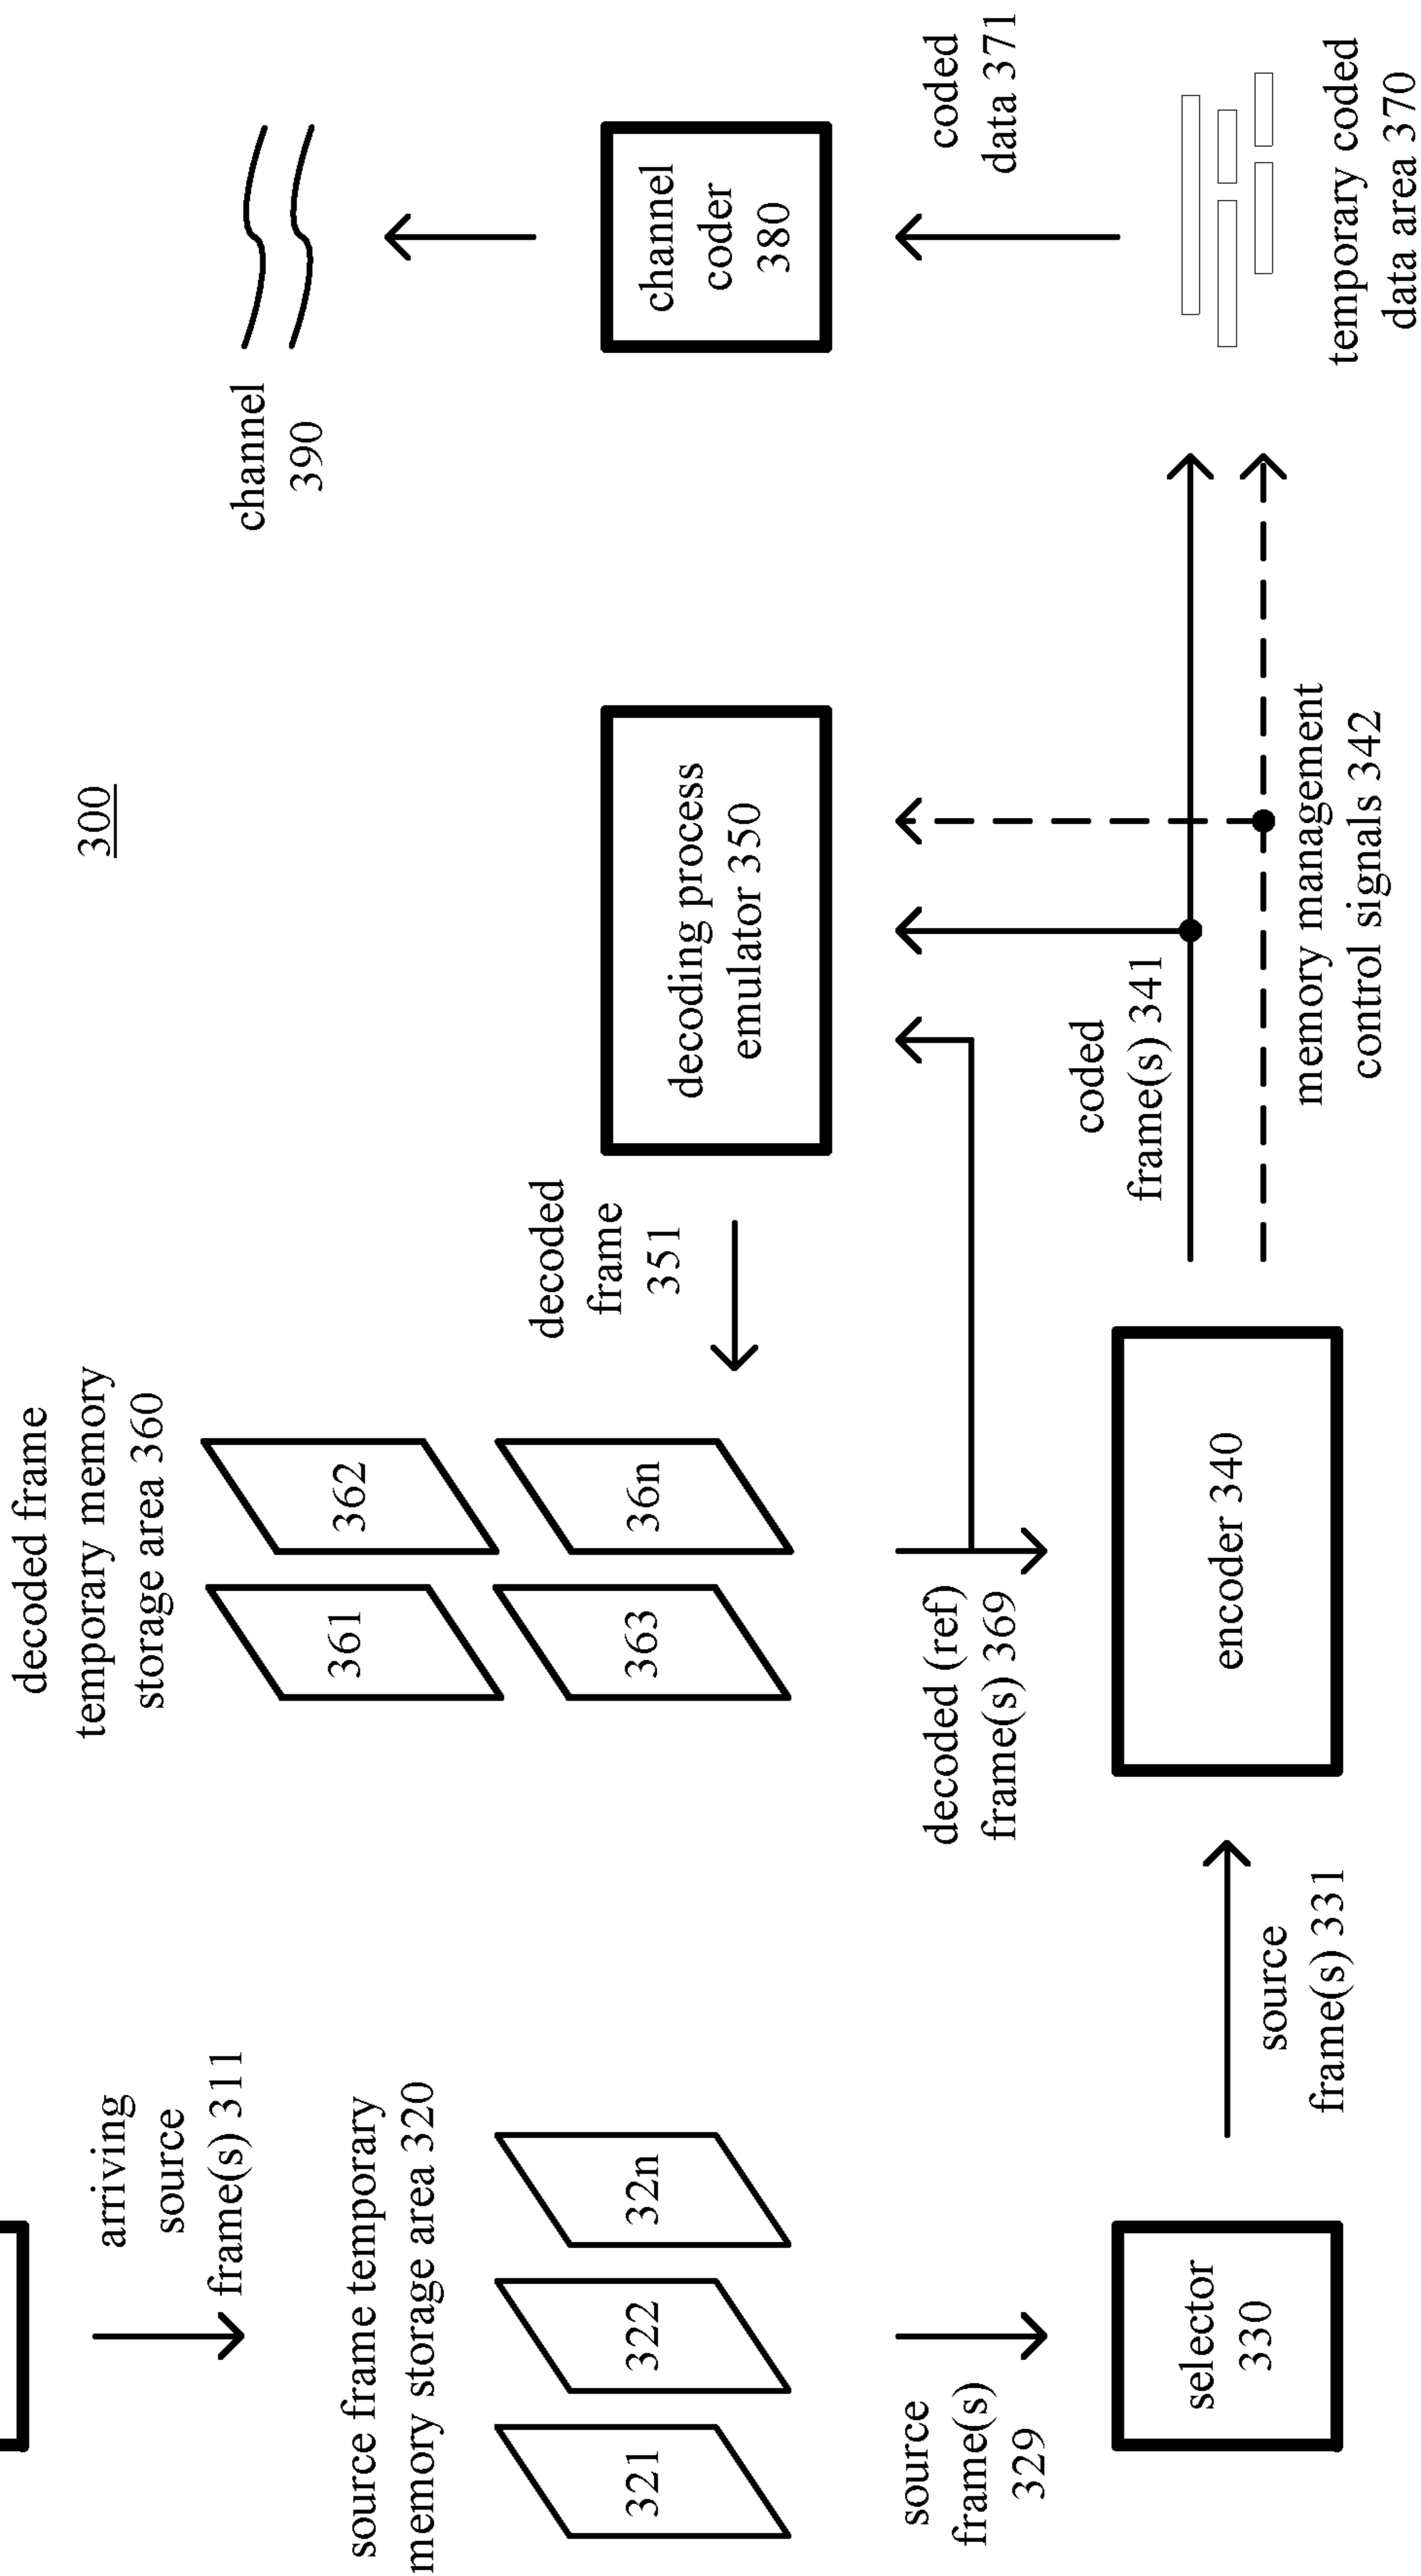 300
arriving
source
frame(s) 311
source frame temporary
memory storage area 320
321
322
32n
source
frame(s)
329
selector
330
source
frame(s) 331
decoded frame
temporary memory
storage area 360
361
362
363
36n
decoded (ref)
frame(s) 369
encoder 340
decoded
frame
351
decoding process
emulator 350
coded
frame(s) 341
memory management
control signals 342
channel
390
channel
coder
380
coded
data 371
temporary coded
data area 370